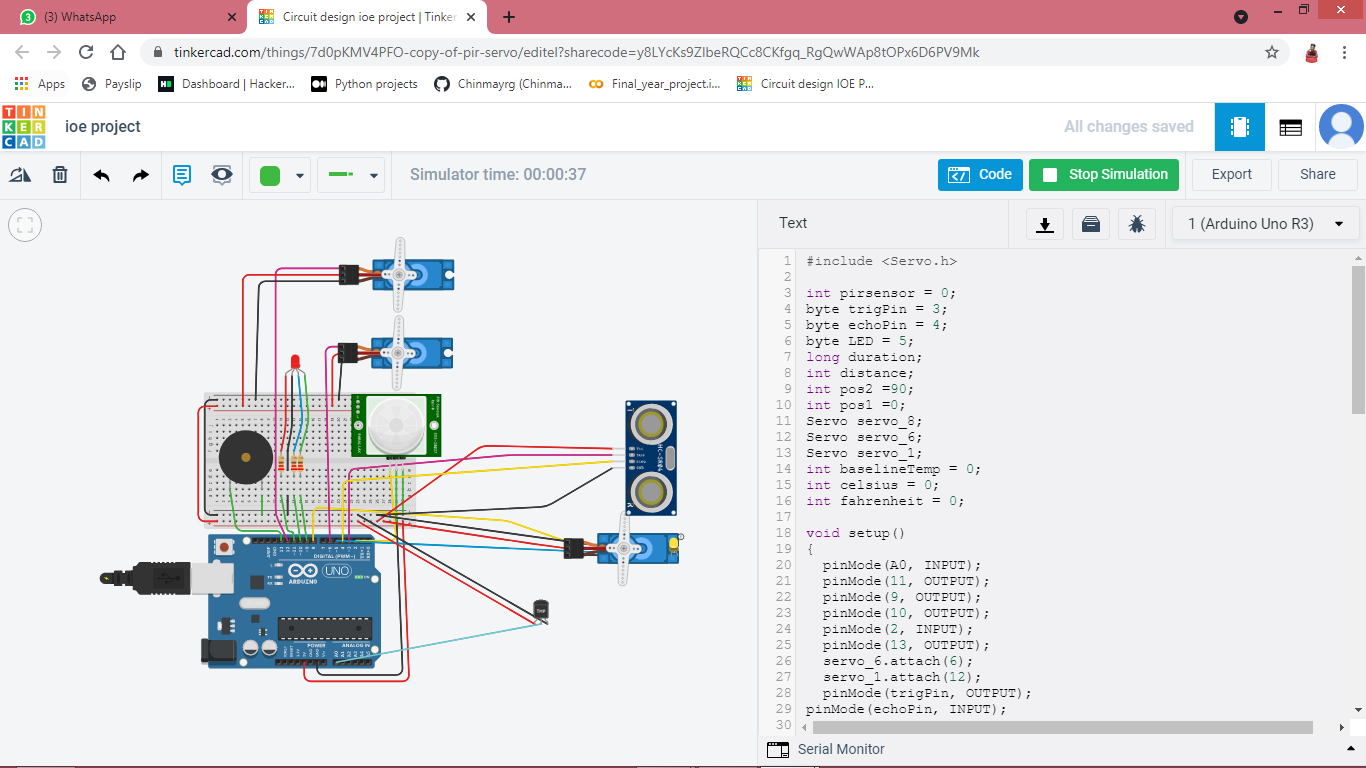 (3) WhatsApp
Circuit design ioe project | Tinker
tinkercad.com/things/7d0pKMV4PFO-copy-of-pir-servo/editel?sharecode=y8LYcKs9ZIbeRQCc8CKfgq_RgQwWAp8tOPx6D6PV9Mk
Apps
Payslip
Dashboard | Hacker...
Python projects
Chinmayrg (Chinma...
Final_year_project.i...
Circuit design IOE P...
TIN
KER
CAD
ioe project
All changes saved
Simulator time: 00:00:37
Code
Stop Simulation
Export
Share
Text
1 (Arduino Uno R3)
1 #include <Servo.h>
2
3 int pirsensor = 0;
4 byte trigPin = 3;
5 byte echoPin = 4;
6 byte LED = 5;
7 long duration;
8 int distance;
9 int pos2 =90;
10 int pos1 =0;
11 Servo servo_8;
12 Servo servo_6;
13 Servo servo_1;
14 int baselineTemp = 0;
15 int celsius = 0;
16 int fahrenheit = 0;
17
18 void setup()
19 {
20 pinMode(A0, INPUT);
21 pinMode(11, OUTPUT);
22 pinMode(9, OUTPUT);
23 pinMode(10, OUTPUT);
24 pinMode(2, INPUT);
25 pinMode(13, OUTPUT);
26 servo_6.attach(6);
27 servo_1.attach(12);
28 pinMode(trigPin, OUTPUT);
29 pinMode(echoPin, INPUT);
30
HC-SR04
DIGITAL (PWM~)
UNO
ARDUINO
POWER
ANALOG IN
TMP
Serial Monitor